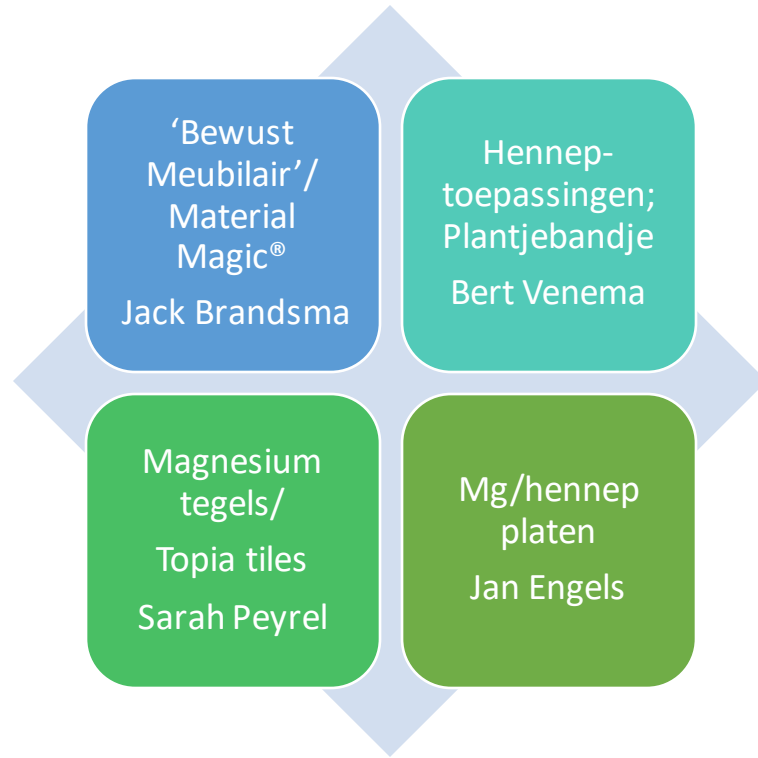 ‘Bewust
Meubilair’/
Material
Magic®
Jack Brandsma
Hennep-
toepassingen;
Plantjebandje
Bert Venema
Magnesium
tegels/
Topia tiles
Sarah Peyrel
Mg/hennep
platen
Jan Engels